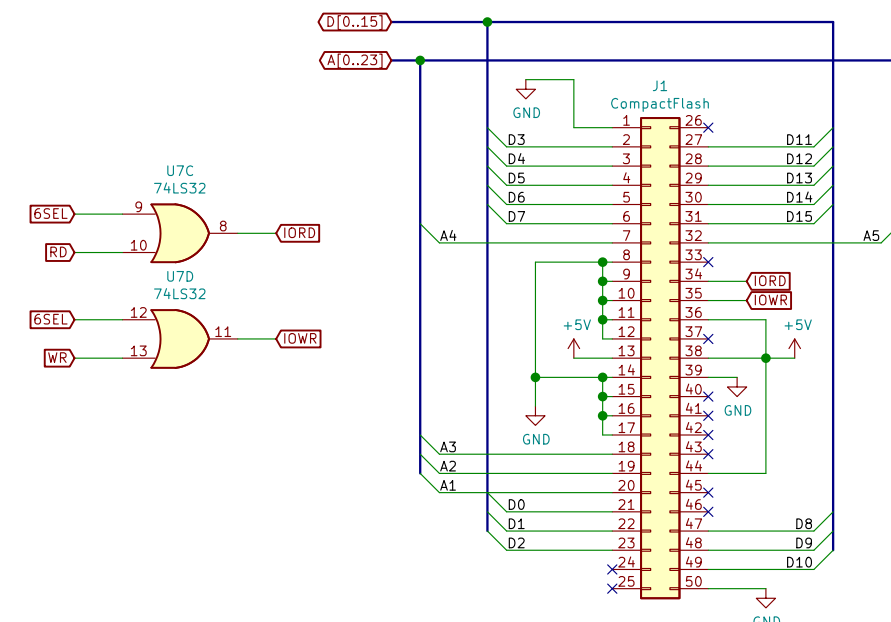 D[0..15]
A[0..23]
J1
CompactFlash
GND
1
26
2
D3
27
D11
3
D4
28
D12
4
D5
29
D13
5
D6
30
D14
6
D7
31
D15
7
A4
32
A5
8
33
9
34
IORD
10
35
IOWR
11
36
12
37
+5V
+5V
13
38
14
39
15
40
GND
16
41
GND
17
42
18
A3
43
19
A2
44
20
A1
45
21
D0
46
22
D1
47
D8
23
D2
48
D9
24
49
D10
25
50
GND
U7C
74LS32
6SEL
9
8
IORD
RD
10
U7D
74LS32
6SEL
12
11
IOWR
WR
13